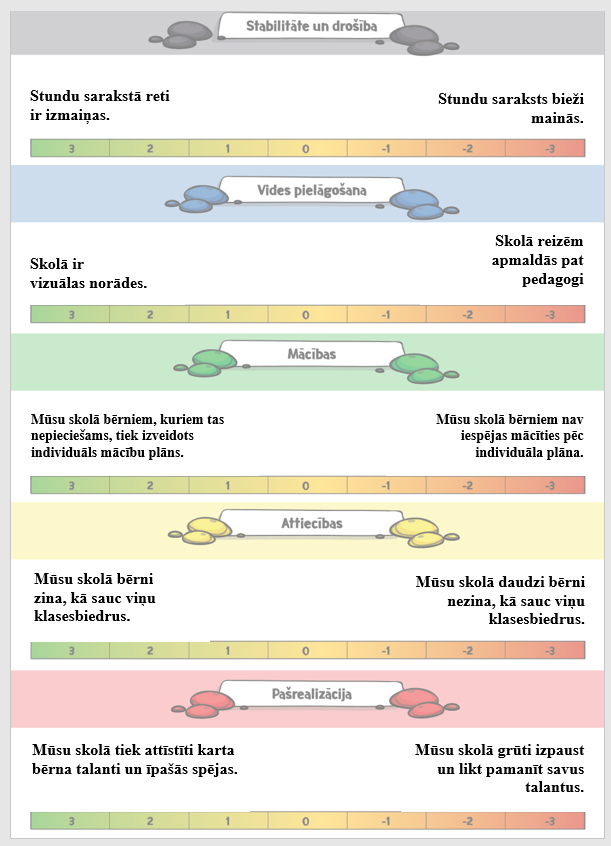 Stabilitāte un drošība
Stundu sarakstā reti
ir izmaiņas.
Stundu saraksts bieži
mainās.
3 2 1 0 -1 -2 -3
Vides pielāgošana
Skolā ir
vizuālas norādes.
Skolā reizēm
apmaldās pat
pedagogi
3 2 1 0 -1 -2 -3
Mācības
Mūsu skolā bērniem, kuriem tas
nepieciešams, tiek izveidots
individuāls mācību plāns.
Mūsu skolā bērniem nav
iespējas mācīties pēc
individuāla plāna.
3 2 1 0 -1 -2 -3
Attiecības
Mūsu skolā bērni
zina, kā sauc viņu
klasesbiedrus.
Mūsu skolā daudzi bērni
nezina, kā sauc viņu
klasesbiedrus.
3 2 1 0 -1 -2 -3
Pašrealizācija
Mūsu skolā tiek attīstīti karta
bērna talanti un īpašās spējas.
Mūsu skolā grūti izpaust
un likt pamanīt savus
talantus.
3 2 1 0 -1 -2 -3